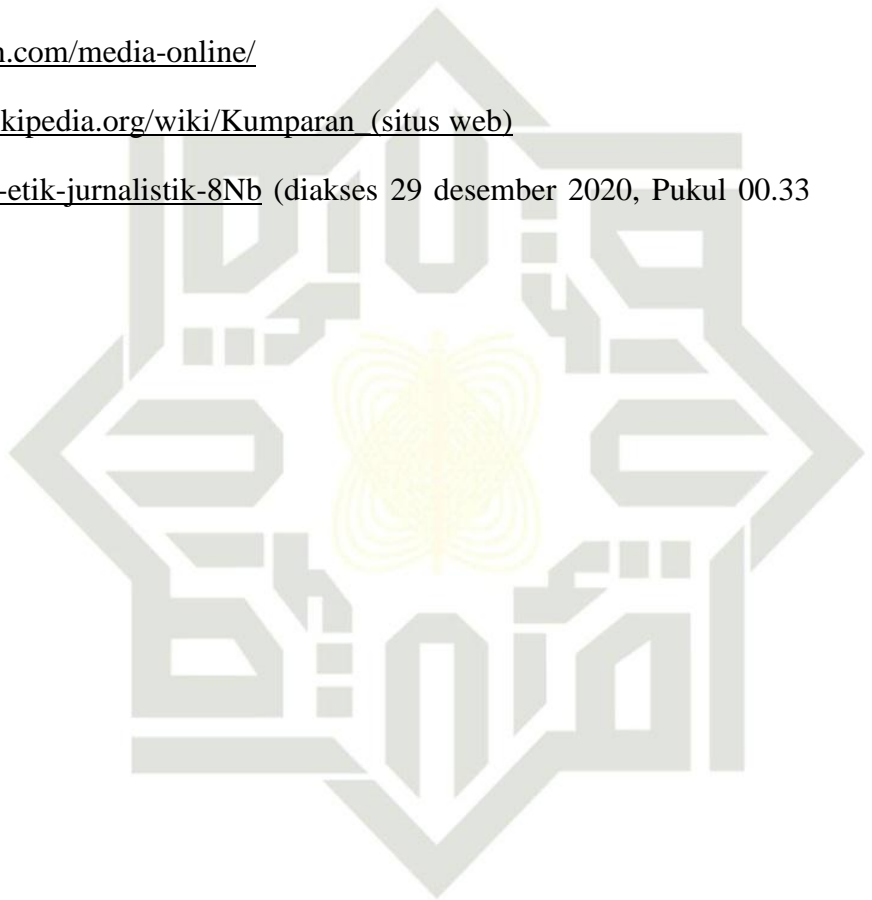 n.com/media-online/
kipedia.org/wiki/Kumparan_(situs web)
-etik-jurnalistik-8Nb (diakses 29 desember 2020, Pukul 00.33